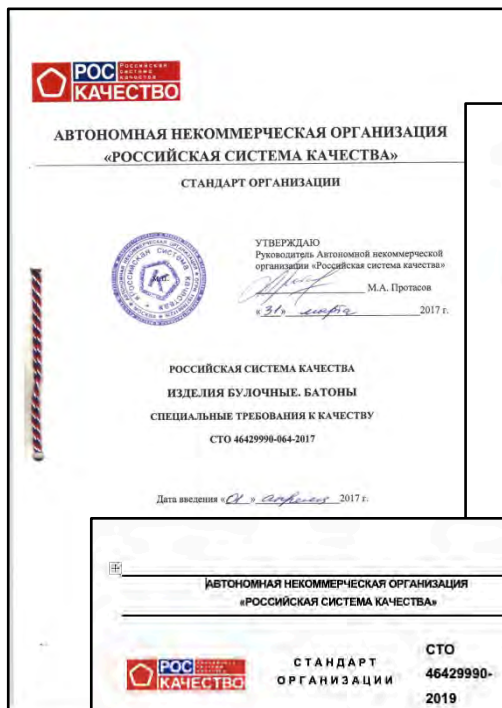 РОС Российская
система
качества
КАЧЕСТВО
АВТОНОМНАЯ НЕКОММЕРЧЕСКАЯ ОРГАНИЗАЦИЯ
«РОССИЙСКАЯ СИСТЕМА КАЧЕСТВА»
СТАНДАРТ ОРГАНИЗАЦИИ
УТВЕРЖДАЮ
Руководитель Автономной некоммерческой
организации «Российская система качества»
М.А. Протасов
«31» марта 2017 г.
РОССИЙСКАЯ СИСТЕМА КАЧЕСТВА
ИЗДЕЛИЯ БУЛОЧНЫЕ. БАТОНЫ
СПЕЦИАЛЬНЫЕ ТРЕБОВАНИЯ К КАЧЕСТВУ
СТО 46429990-064-2017
Дата введения «01» апреля 2017 г.
АВТОНОМНАЯ НЕКОММЕРЧЕСКАЯ ОРГАНИЗАЦИЯ
«РОССИЙСКАЯ СИСТЕМА КАЧЕСТВА»
РОС
КАЧЕСТВО
СТАНДАРТ
ОРГАНИЗАЦИИ
СТО
46429990-
2019